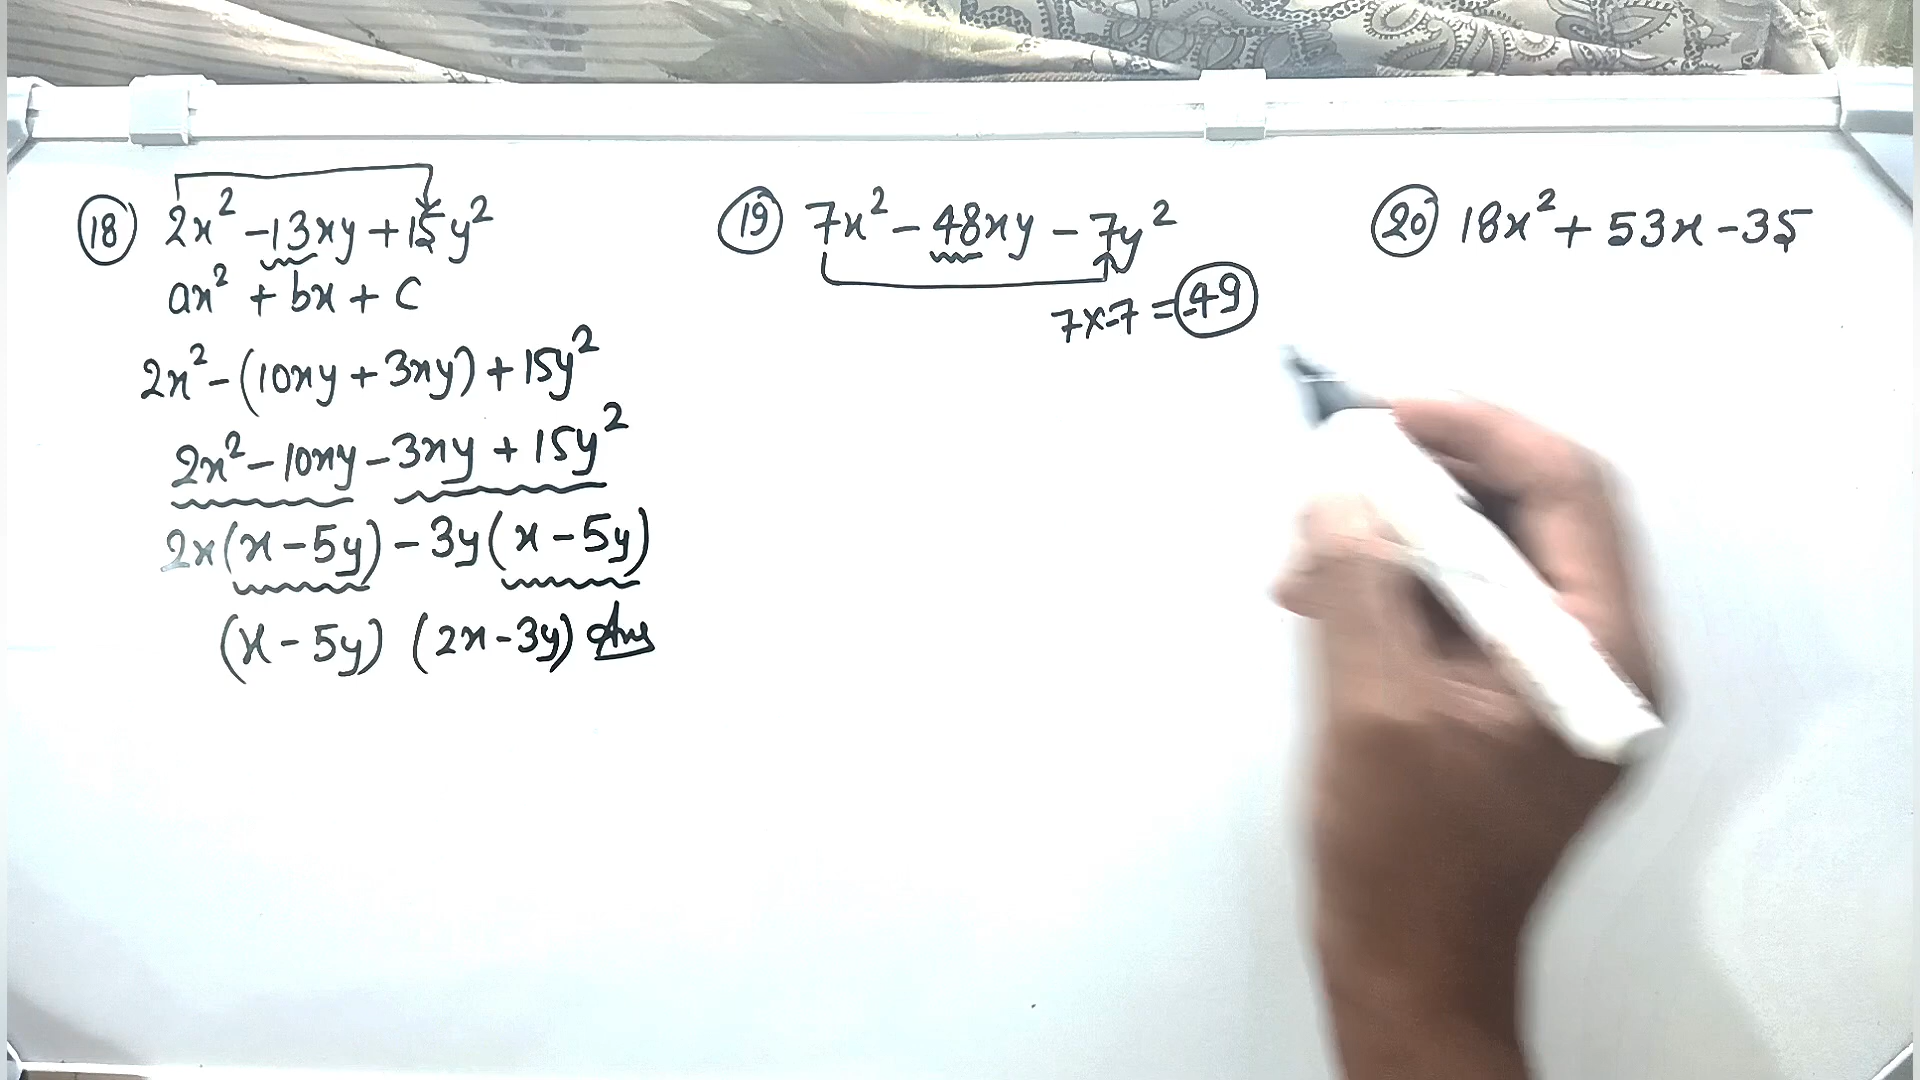 (18) 2x² - 13xy + 15y²
ax² + bx + c
2x² - (10xy + 3xy) + 15y²
2x² - 10xy - 3xy + 15y²
2x(x - 5y) - 3y(x - 5y)
(x - 5y) (2x - 3y) Ans
(19) 7x² - 48xy - 7y²
7x-7 = -49
(20) 18x² + 53x - 35